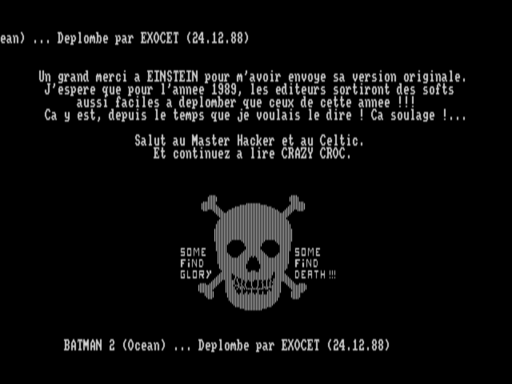 ean) ... Deplombe par EXOCET (24.12.88)
Un grand merci a EINSTEIN pour m'avoir envoye sa version originale.
J'espere que pour l'annee 1989, les editeurs sortiront des softs
aussi faciles a deplomber que ceux de cette annee !!!
Ca y est, depuis le temps que je voulais le dire ! Ca soulage !...
Salut au Master Hacker et au Celtic.
Et continuez a lire CRAZY CROC.
SOME
FiND
GLORY
SOME
FiND
DEATH !!!
BATMAN 2 (Ocean) ... Deplombe par EXOCET (24.12.88)